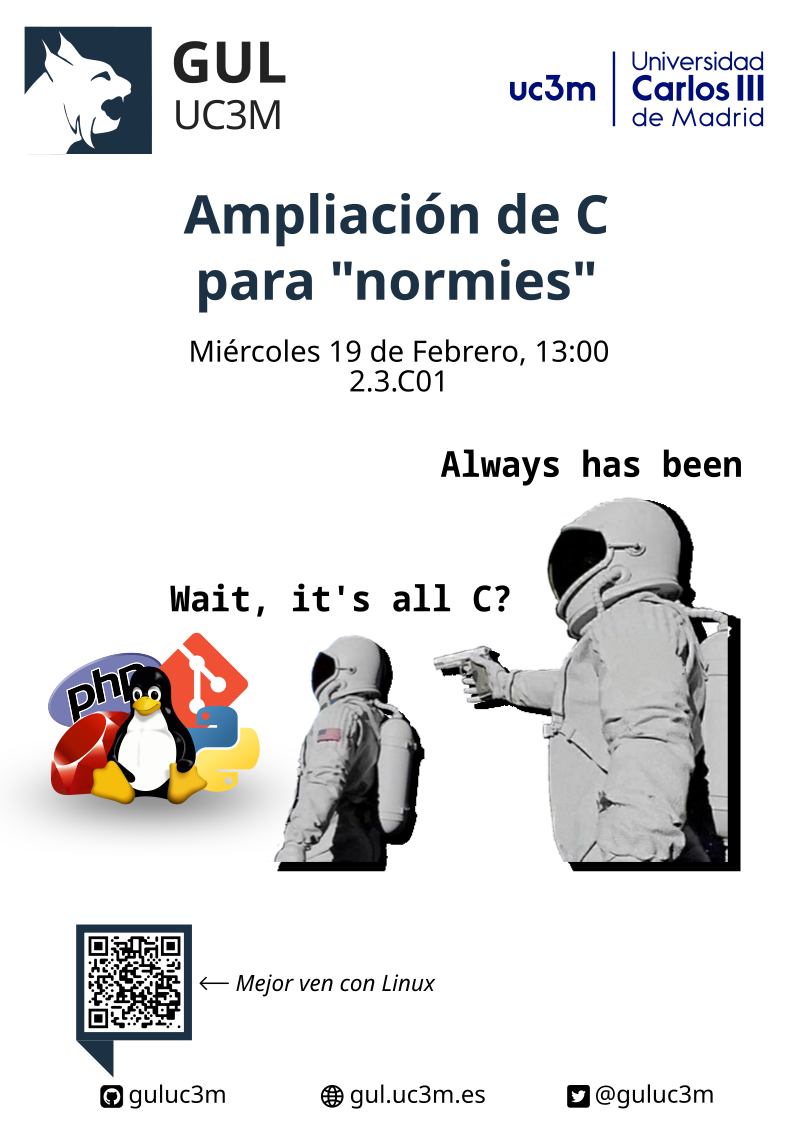 GUL
UC3M
uc3m
Universidad
Carlos III
de Madrid
Ampliación de C
para "normies"
Miércoles 19 de Febrero, 13:00
2.3.C01
Always has been
Wait, it's all C?
php
Mejor ven con Linux
guluc3m
gul.uc3m.es
@guluc3m